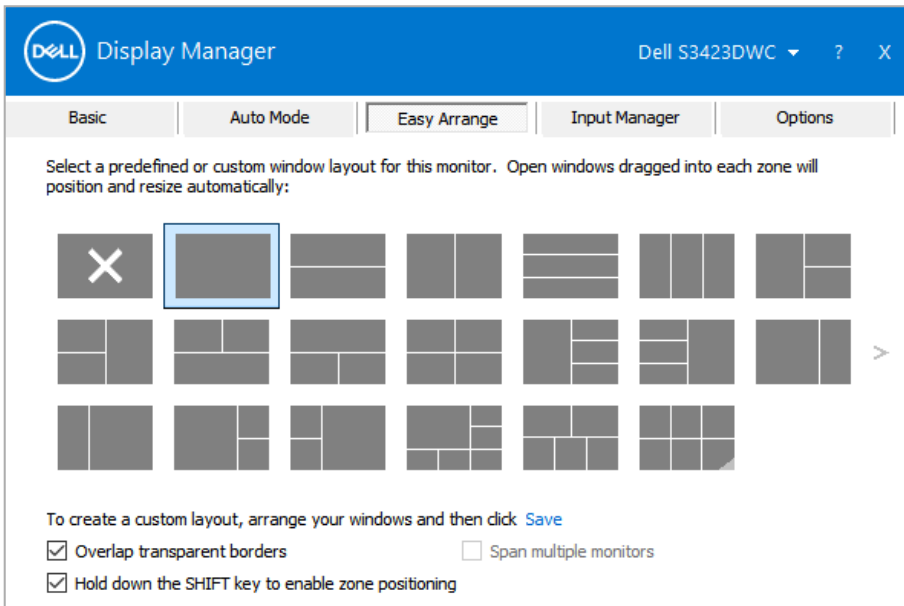 DELL Display Manager Dell S3423DWC ? X
Basic Auto Mode Easy Arrange Input Manager Options
Select a predefined or custom window layout for this monitor. Open windows dragged into each zone will
position and resize automatically:
>
To create a custom layout, arrange your windows and then click Save
Overlap transparent borders Span multiple monitors
Hold down the SHIFT key to enable zone positioning